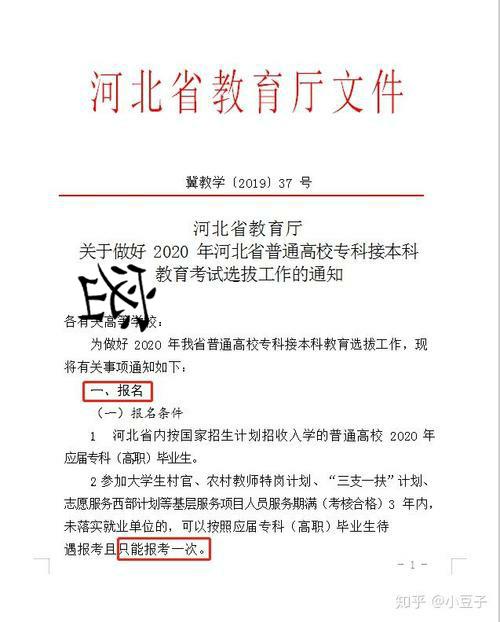 河北省教育厅文件
冀教学〔2019〕37 号
河北省教育厅
关于做好 2020 年河北省普通高校专科接本科
教育考试选拔工作的通知
各有关高等学校：
为做好 2020 年我省普通高校专科接本科教育选拔工作，现
将有关事项通知如下：
一、报名
（一）报名条件
1 河北省内按国家招生计划招收入学的普通高校 2020 年
应届专科（高职）毕业生。
2 参加大学生村官、农村教师特岗计划、“三支一扶”计划、
志愿服务西部计划等基层服务项目人员服务期满（考核合格）3 年内，
未落实就业单位的，可以按照应届专科（高职）毕业生待
遇报考且只能报考一次。
- 1 -
知乎 @小豆子